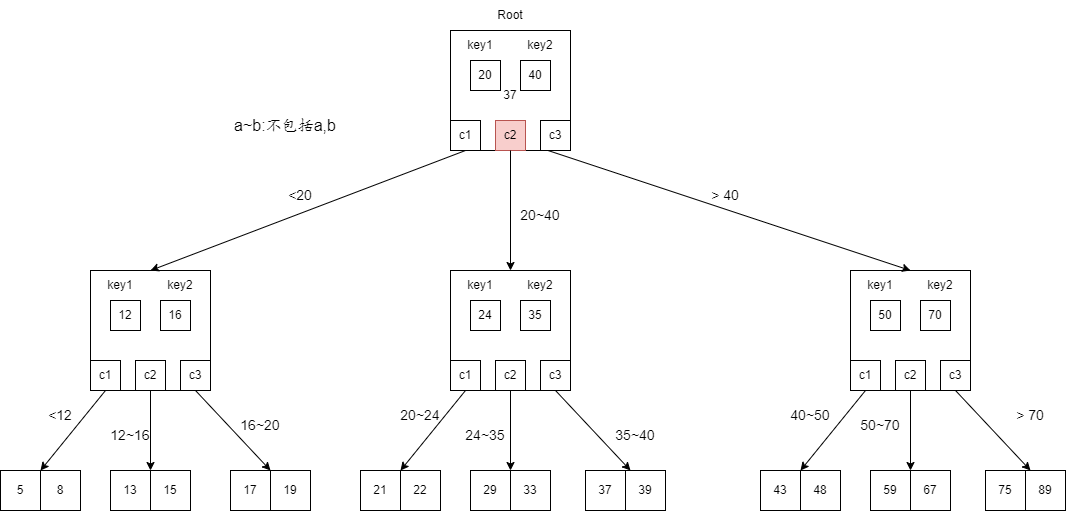 Root
key1 key2
20 40
37
a~b:不包括a,b
c1 c2 c3
<20
20~40
> 40
key1 key2 key1 key2 key1 key2
12 16 24 35 50 70
c1 c2 c3 c1 c2 c3 c1 c2 c3
<12 12~16 16~20 20~24 24~35 35~40 40~50 50~70 > 70
5 8 13 15 17 19 21 22 29 33 37 39 43 48 59 67 75 89